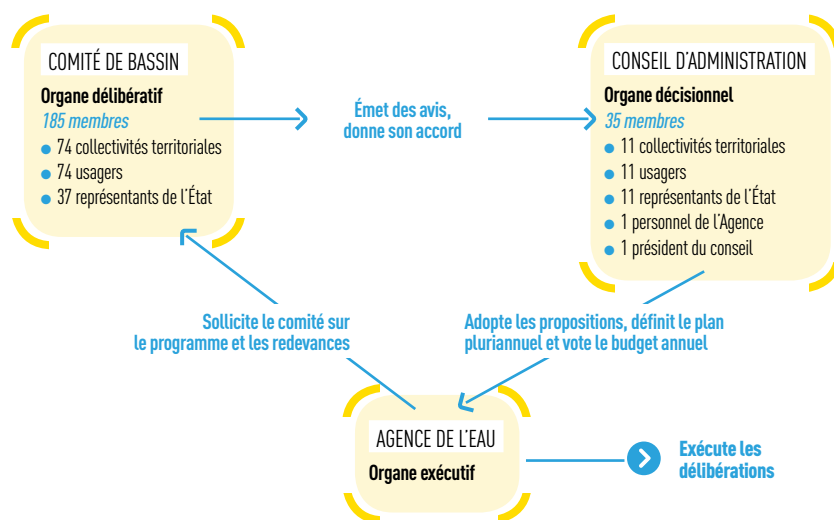 COMITÉ DE BASSIN
Organe délibératif
185 membres
74 collectivités territoriales
74 usagers
37 représentants de l'État
Émet des avis,
donne son accord
CONSEIL D'ADMINISTRATION
Organe décisionnel
35 membres
11 collectivités territoriales
11 usagers
11 représentants de l'État
1 personnel de l'Agence
1 président du conseil
Sollicite le comité sur
le programme et les redevances
Adopte les propositions, définit le plan
pluriannuel et vote le budget annuel
AGENCE DE L'EAU
Organe exécutif
Exécute les
délibérations